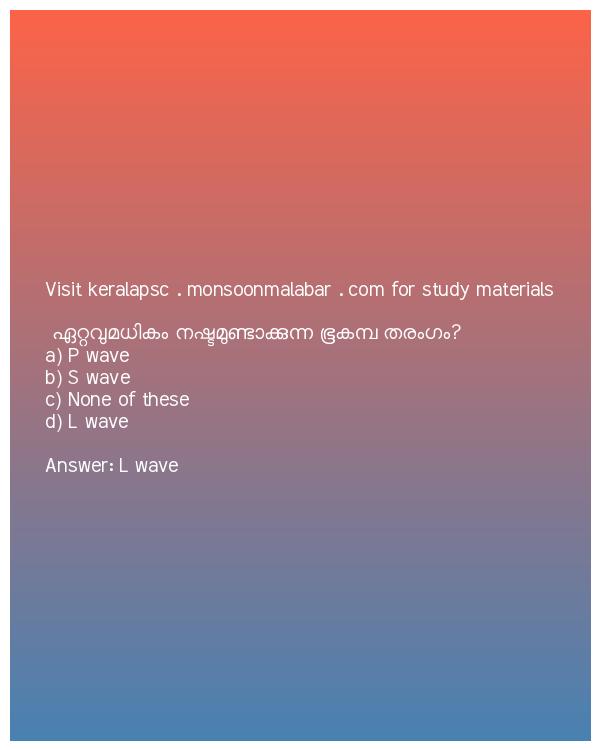 Visit keralapsc . monsoonmalabar . com for study materials
ഏറ്റവുമധികം നഷ്ടമുണ്ടാക്കുന്ന ഭൂകമ്പ തരംഗം?
a) P wave
b) S wave
c) None of these
d) L wave
Answer: L wave